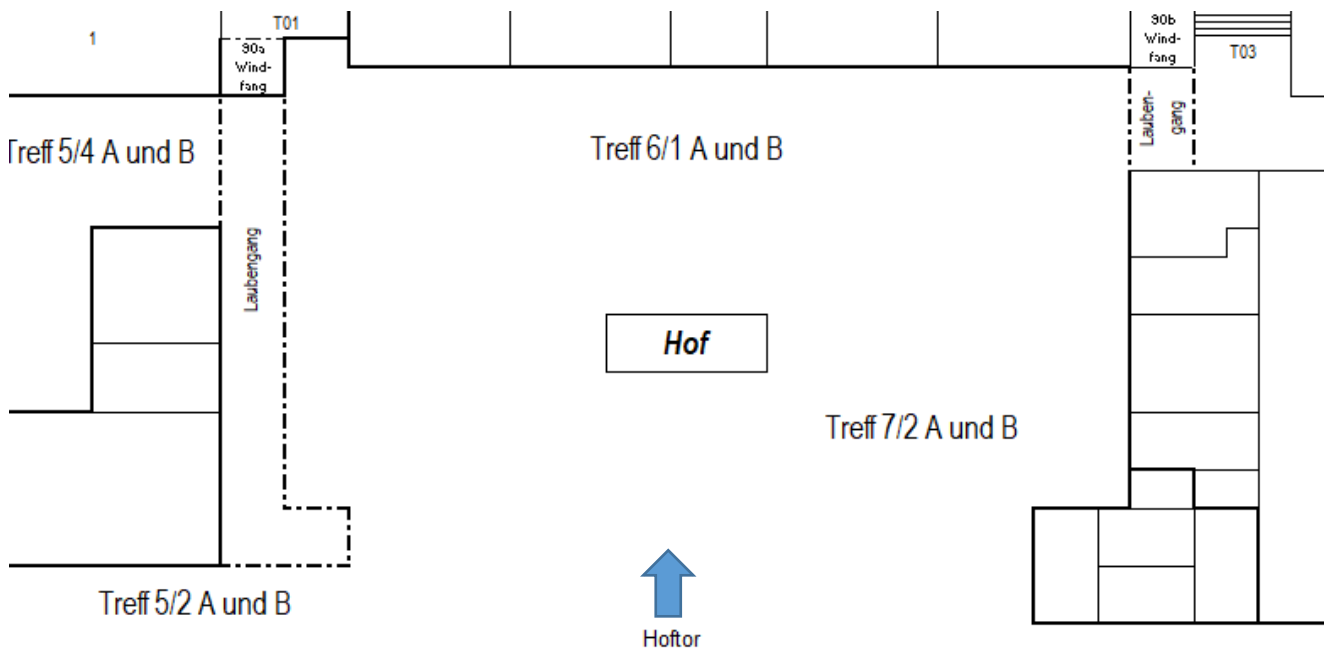 T01
1
90a
Wind-
fang
90b
Wind-
fang
T03
Lauben-
gang
Treff 5/4 A und B
Treff 6/1 A und B
Laubengang
Hof
Treff 7/2 A und B
Treff 5/2 A und B
Hoftor